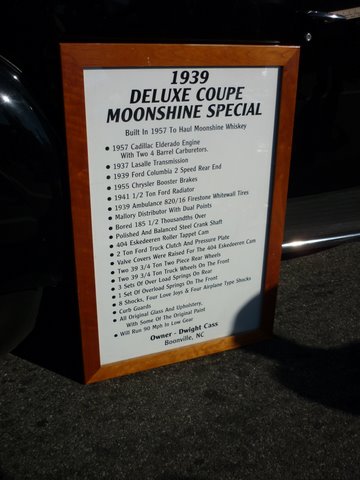 1939
DELUXE COUPE
MOONSHINE SPECIAL
Built In 1957 To Haul Moonshine Whiskey
• 1957 Cadillac Elderado Engine
With Two 4 Barrel Carburetors.
• 1937 Lasalle Transmission
• 1939 Ford Columbia 2 Speed Rear End
• 1955 Chrysler Booster Brakes
• 1941 1/2 Ton Ford Radiator
• 1939 Ambulance 820/16 Firestone Whitewall Tires
• Mallory Distributor With Dual Points
• Bored 185 1/2 Thousandths Over
• Polished And Balanced Steel Crank Shaft
• 404 Eskedeeren Roller Tappel Cam
• 2 Ton Ford Truck Clutch And Pressure Plate
• Valve Covers Were Raised For The 404 Eskedeeren Cam
• Two 39 3/4 Ton Two Piece Rear Wheels
• Two 39 3/4 Ton Truck Wheels On The Front
• 3 Sets Of Over Load Springs On Rear
• 1 Set Of Overload Springs On The Front
• 8 Shocks, Four Love Joys & Four Airplane Type Shocks
• Curb Guards
• All Original Glass And Upholstery,
With Some Of The Original Paint
• Will Run 90 Mph In Low Gear
Owner - Dwight Cass
Boonville, NC